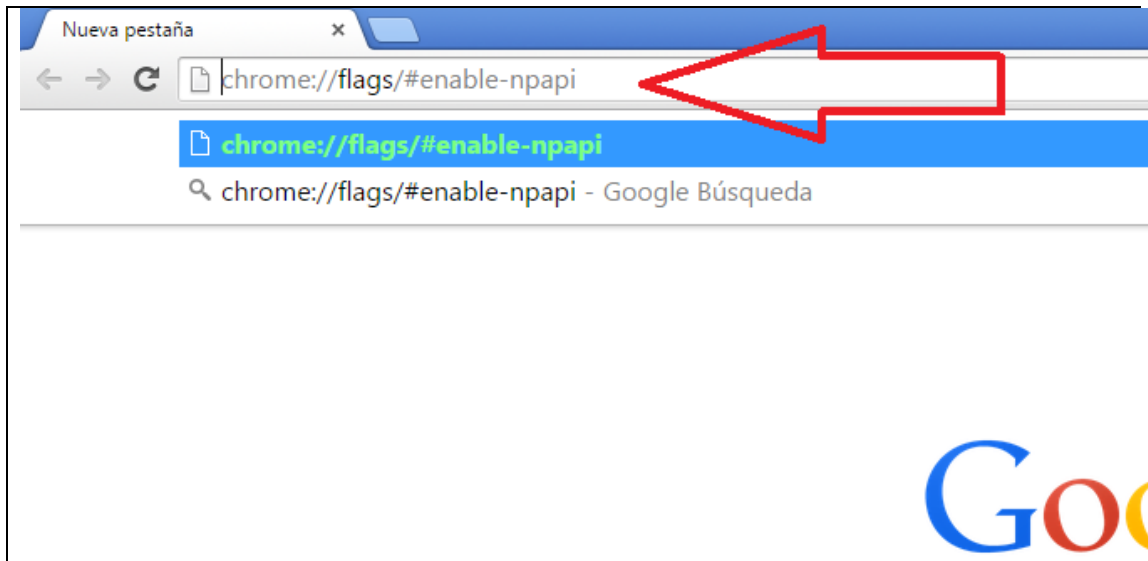 Nueva pestaña
chrome://flags/#enable-npapi
chrome://flags/#enable-npapi
chrome://flags/#enable-npapi - Google Búsqueda
Goo